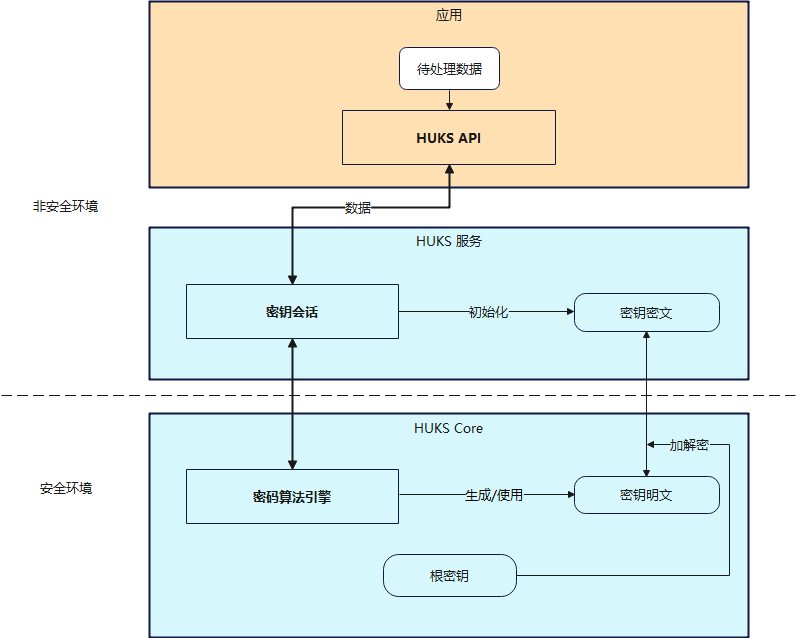 应用
待处理数据
HUKS API
非安全环境
数据
HUKS 服务
密钥会话
初始化
密钥密文
HUKS Core
加解密
安全环境
密码算法引擎
生成/使用
密钥明文
根密钥